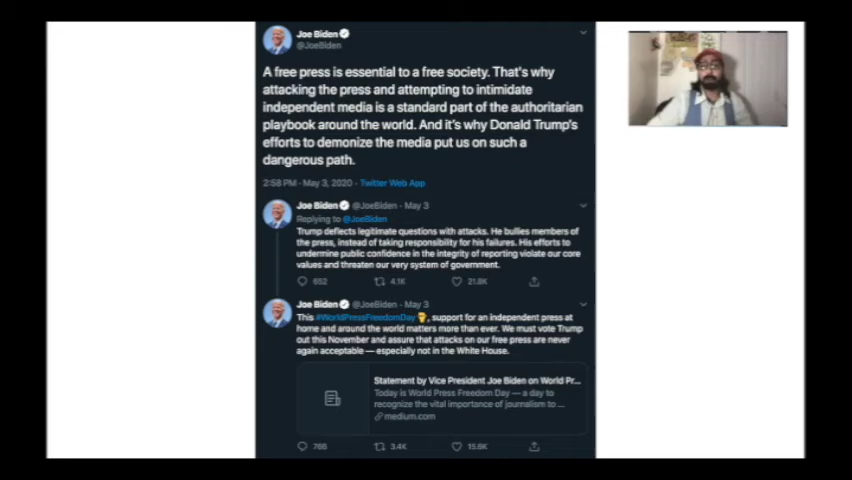 Joe Biden
@JoeBiden
A free press is essential to a free society. That's why
attacking the press and attempting to intimidate
independent media is a standard part of the authoritarian
playbook around the world. And it's why Donald Trump's
efforts to demonize the media put us on such a
dangerous path.
2:58 PM · May 3, 2020 · Twitter Web App
Joe Biden @JoeBiden · May 3
Replying to @JoeBiden
Trump deflects legitimate questions with attacks. He bullies members of
the press, instead of taking responsibility for his failures. His efforts to
undermine public confidence in the integrity of reporting violate our core
values and threaten our very system of government.
652 4.1K 21.8K
Joe Biden @JoeBiden · May 3
This #WorldPressFreedomDay, support for an independent press at
home and around the world matters more than ever. We must vote Trump
out this November and assure that attacks on our free press are never
again acceptable — especially not in the White House.
Statement by Vice President Joe Biden on World Pr...
Today is World Press Freedom Day — a day to
recognize the vital importance of journalism to ...
medium.com
766 3.4K 15.6K